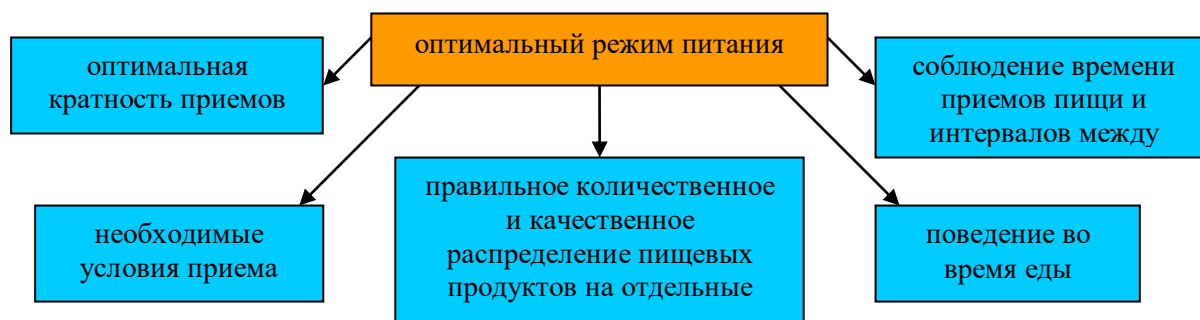 оптимальный режим питания
оптимальная
кратность приемов
соблюдение времени
приемов пищи и
интервалов между
необходимые
условия приема
правильное количественное
и качественное
распределение пищевых
продуктов на отдельные
поведение во
время еды